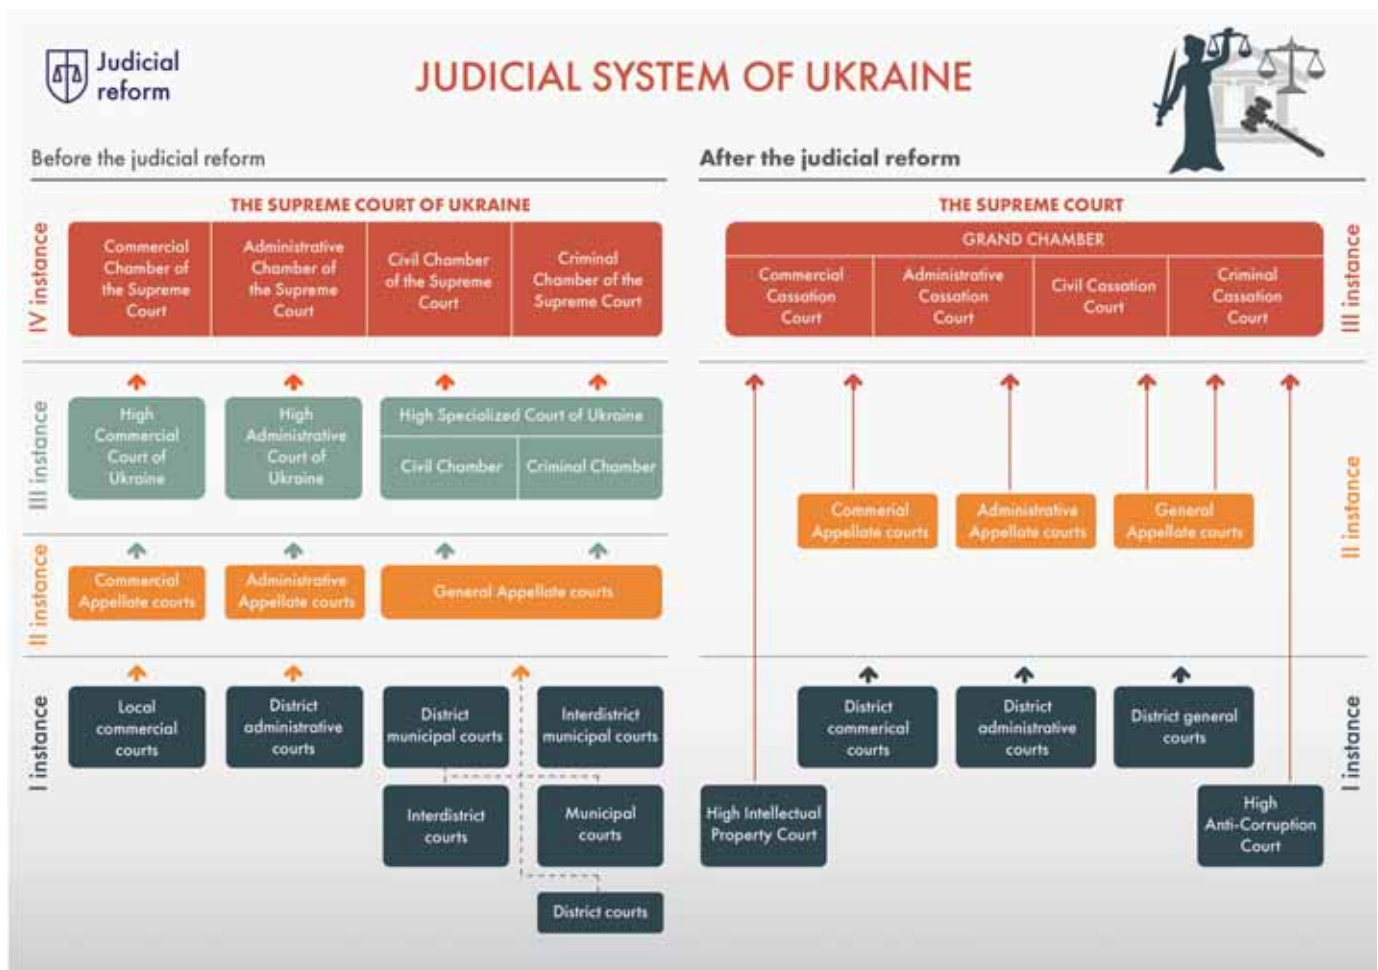 Judicial
reform
JUDICIAL SYSTEM OF UKRAINE
Before the judicial reform
THE SUPREME COURT OF UKRAINE
IV instance
Commercial
Chamber of
the Supreme
Court
Administrative
Chamber of
the Supreme
Court
Civil Chamber
of the Supreme
Court
Criminal
Chamber of the
Supreme Court
III instance
High
Commercial
Court of
Ukraine
High
Administrative
Court of
Ukraine
High Specialized Court of Ukraine
Civil Chamber
Criminal Chamber
II instance
Commercial
Appellate courts
Administrative
Appellate courts
General Appellate courts
I instance
Local
commercial
courts
District
administrative
courts
District
municipal courts
Interdistrict
municipal courts
Interdistrict
courts
Municipal
courts
District courts
After the judicial reform
THE SUPREME COURT
GRAND CHAMBER
Commercial
Cassation
Court
Administrative
Cassation
Court
Civil Cassation
Court
Criminal
Cassation
Court
III instance
Commerial
Appellate courts
Administrative
Appellate courts
General
Appellate courts
II instance
District
commerical
courts
District
administrative
courts
District general
courts
I instance
High Intellectual
Property Court
High
Anti-Corruption
Court